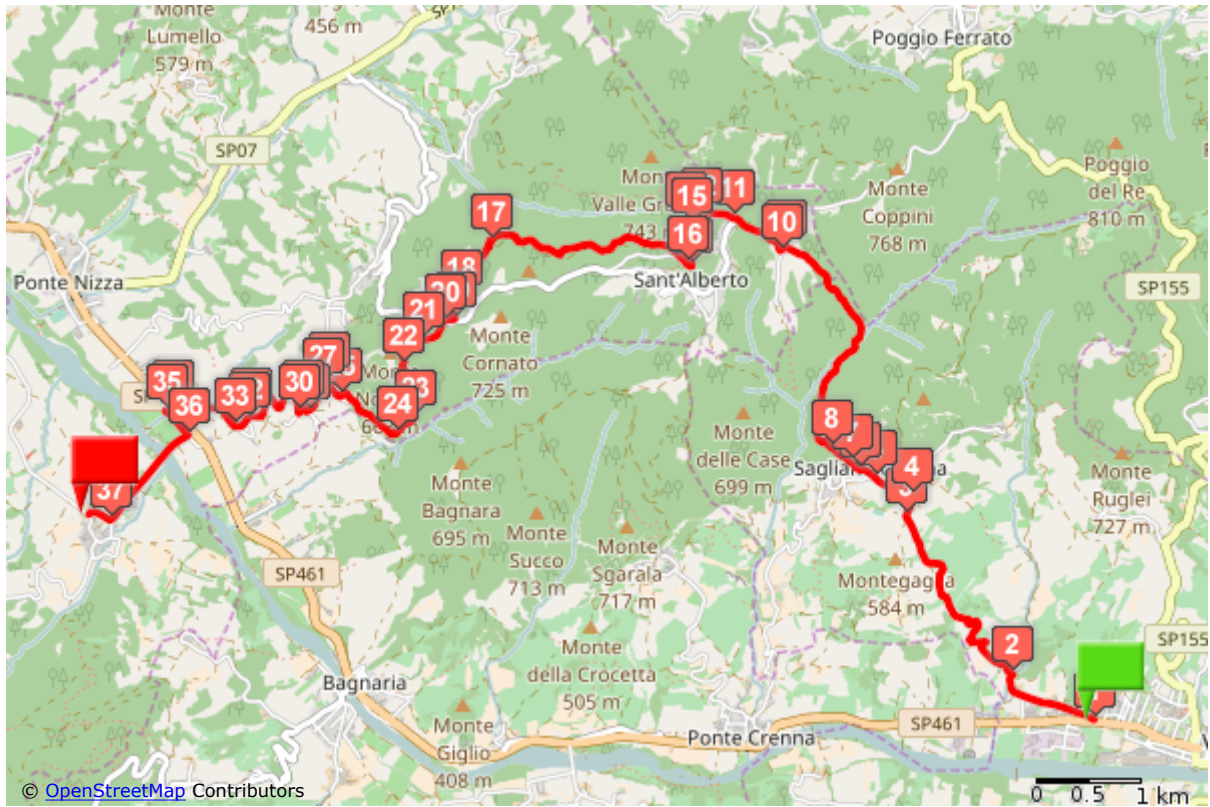 Monte
Lumello
579 m
456 m
Poggio Ferrato
SP07
Poggio
del Re
810 m
Monte
Coppini
768 m
15
11
Valle
743 m
17
10
16
Sant'Alberto
Ponte Nizza
SP155
18
20
21
22
Monte
Cornato
725 m
27
30
35
33
36
23
24
Monte
delle Case
699 m
8
4
3
Monte
Ruglei
727 m
37
Monte
Bagnara
695 m
Monte
Succo
713 m
Monte
Sgarala
717 m
SP461
584 m
2
SP155
Monte
della Crocetta
505 m
Bagnaria
Monte
Giglio
408 m
Ponte Crenna
SP461
© OpenStreetMap Contributors
0 0.5 1 km